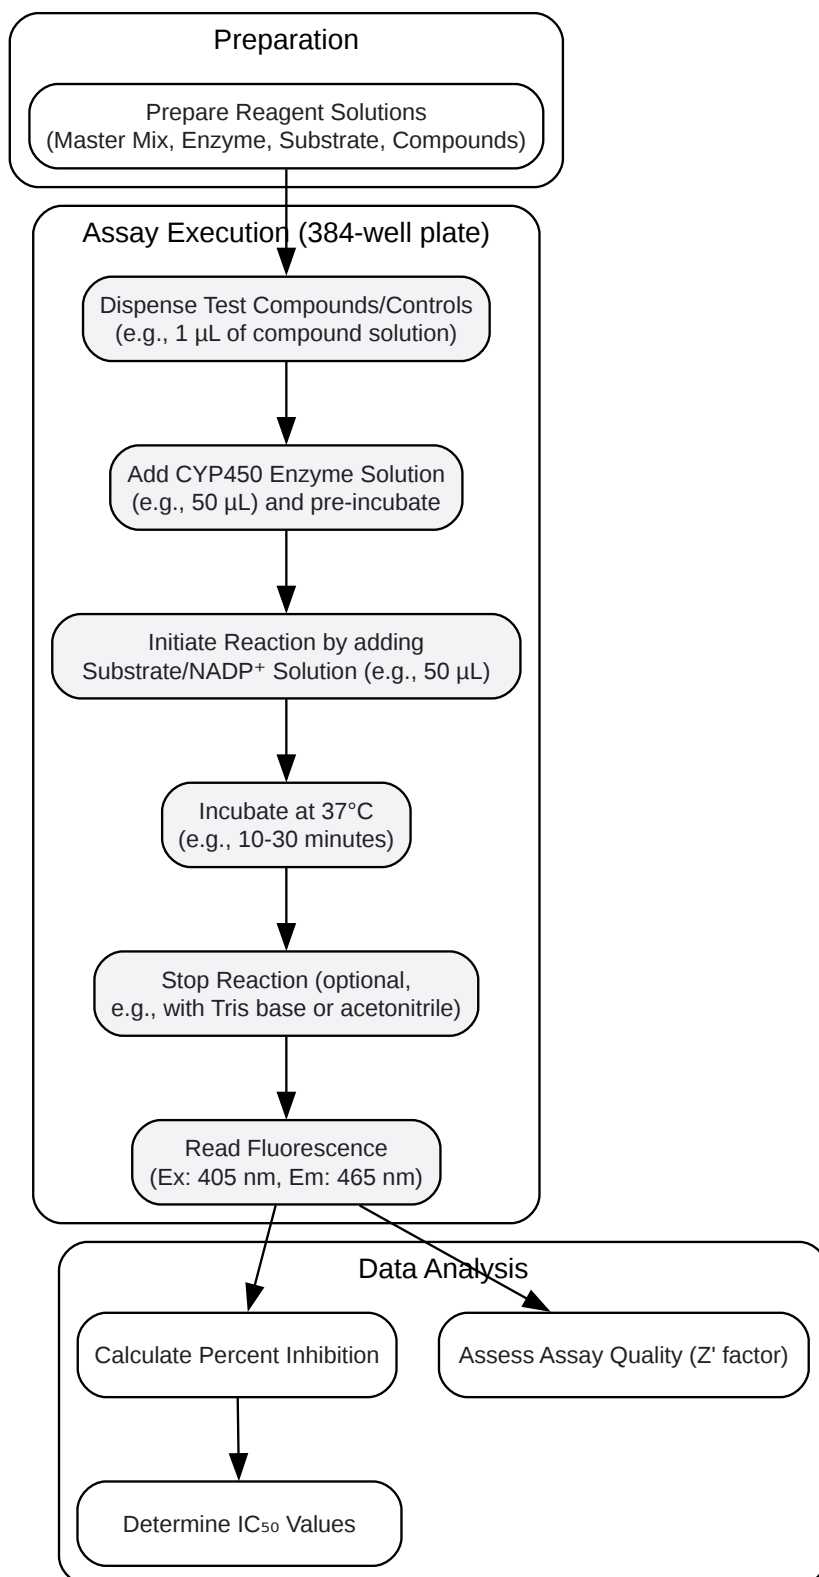 Preparation
Prepare Reagent Solutions
(Master Mix, Enzyme, Substrate, Compounds)
Assay Execution (384-well plate)
Dispense Test Compounds/Controls
(e.g., 1 µL of compound solution)
Add CYP450 Enzyme Solution
(e.g., 50 µL) and pre-incubate
Initiate Reaction by adding
Substrate/NADP⁺ Solution (e.g., 50 µL)
Incubate at 37°C
(e.g., 10-30 minutes)
Stop Reaction (optional,
e.g., with Tris base or acetonitrile)
Read Fluorescence
(Ex: 405 nm, Em: 465 nm)
Data Analysis
Calculate Percent Inhibition
Assess Assay Quality (Z' factor)
Determine IC₅₀ Values